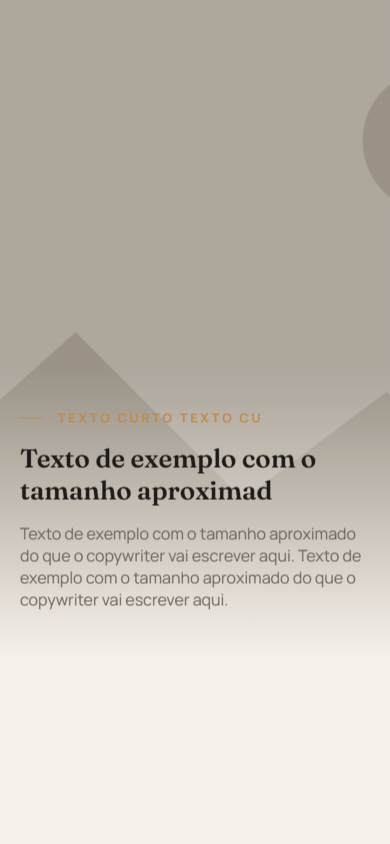 TEXTO CURTO TEXTO CU
Texto de exemplo com o
tamanho aproximad
Texto de exemplo com o tamanho aproximado
do que o copywriter vai escrever aqui. Texto de
exemplo com o tamanho aproximado do que o
copywriter vai escrever aqui.